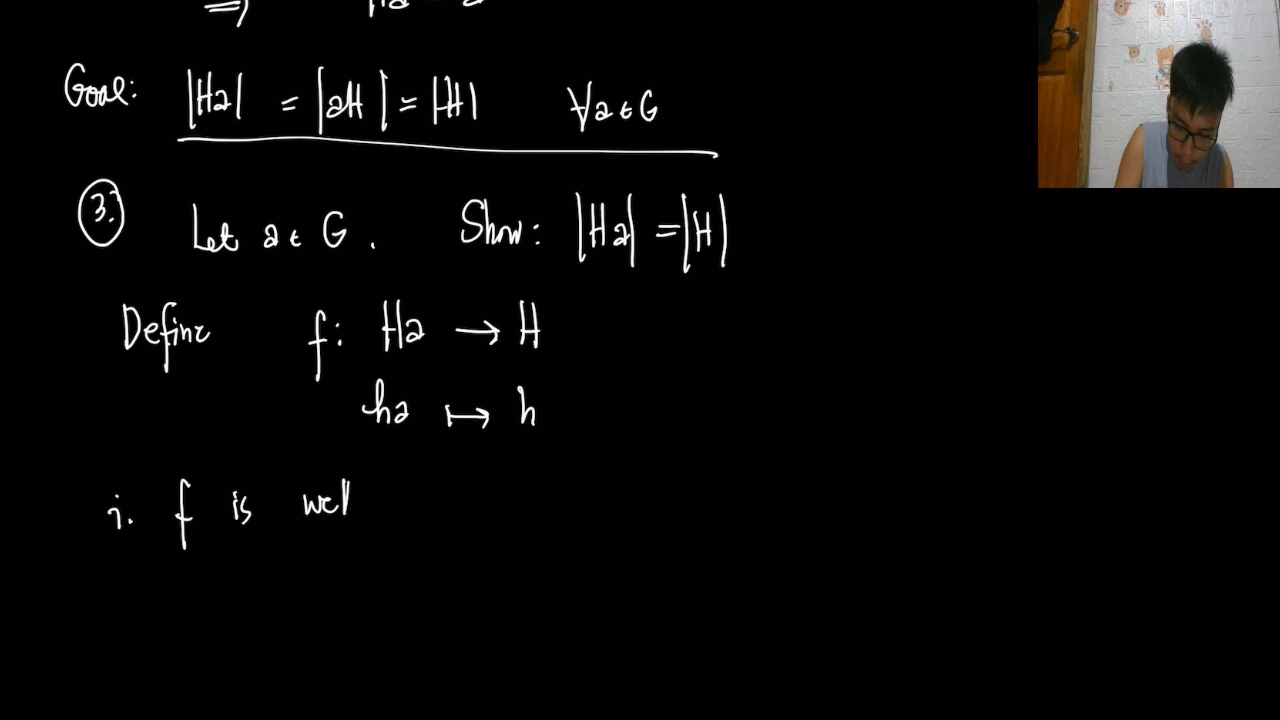 Goal: |Ha| = |aH| = |H| ∀a ∈ G
3. Let a ∈ G. Show: |Ha| = |H|
Define f: Ha → H
ha ↦ h
i. f is well